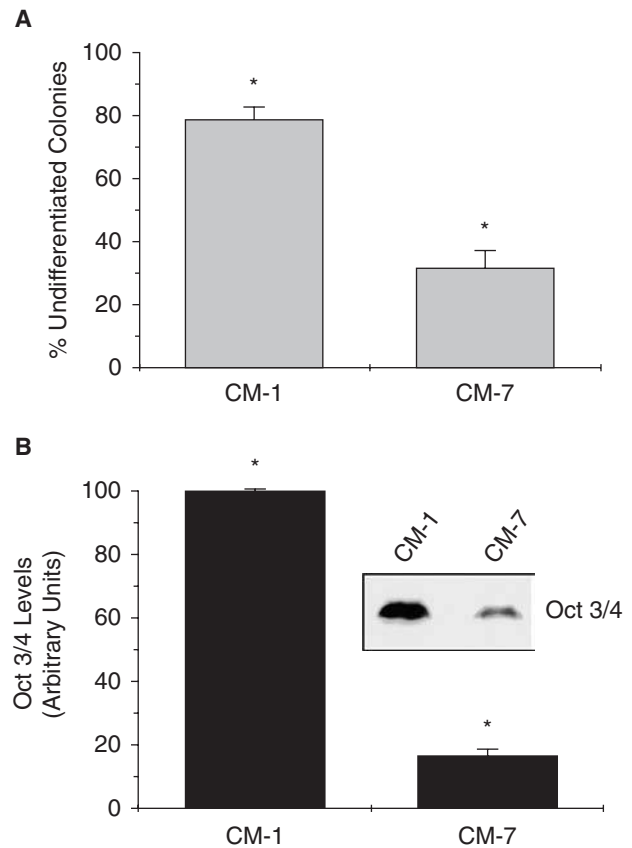 A
% Undifferentiated Colonies
100
80
60
40
20
0
*
*
CM-1
CM-7
B
Oct 3/4 Levels
(Arbitrary Units)
100
80
60
40
20
0
*
*
CM-1
CM-7
Oct 3/4
CM-1
CM-7